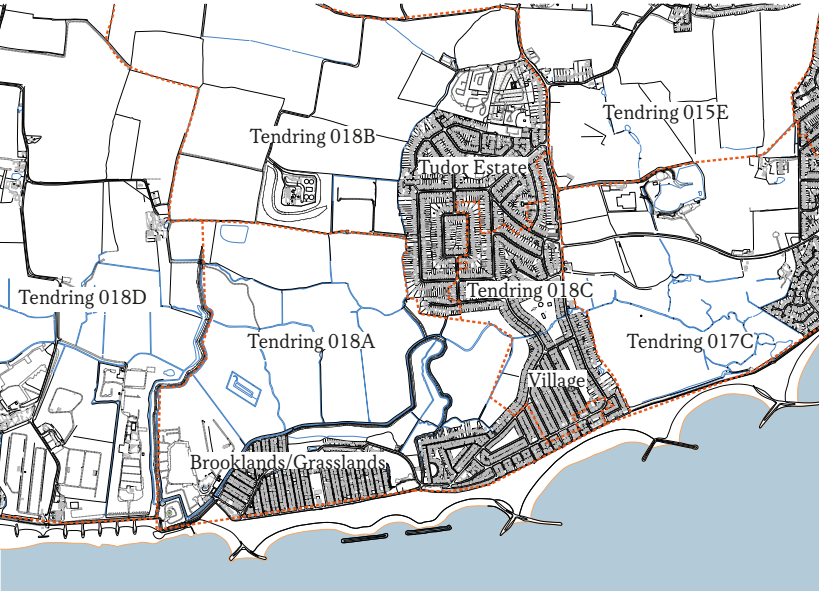 Tendring 015E
Tendring 018B
Tudor Estate
Tendring 018C
Tendring 018D
Tendring 018A
Tendring 017C
Village
Brooklands/Grasslands